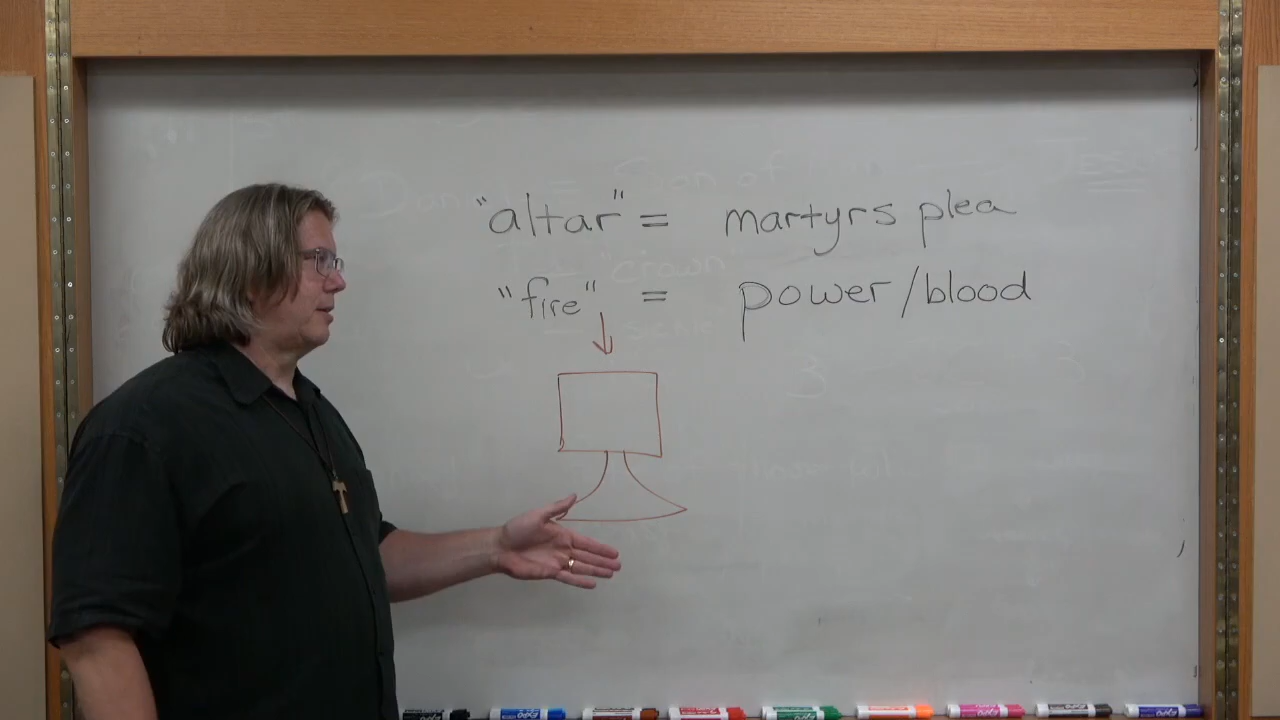 "altar" = martyrs plea
"fire" = power/blood